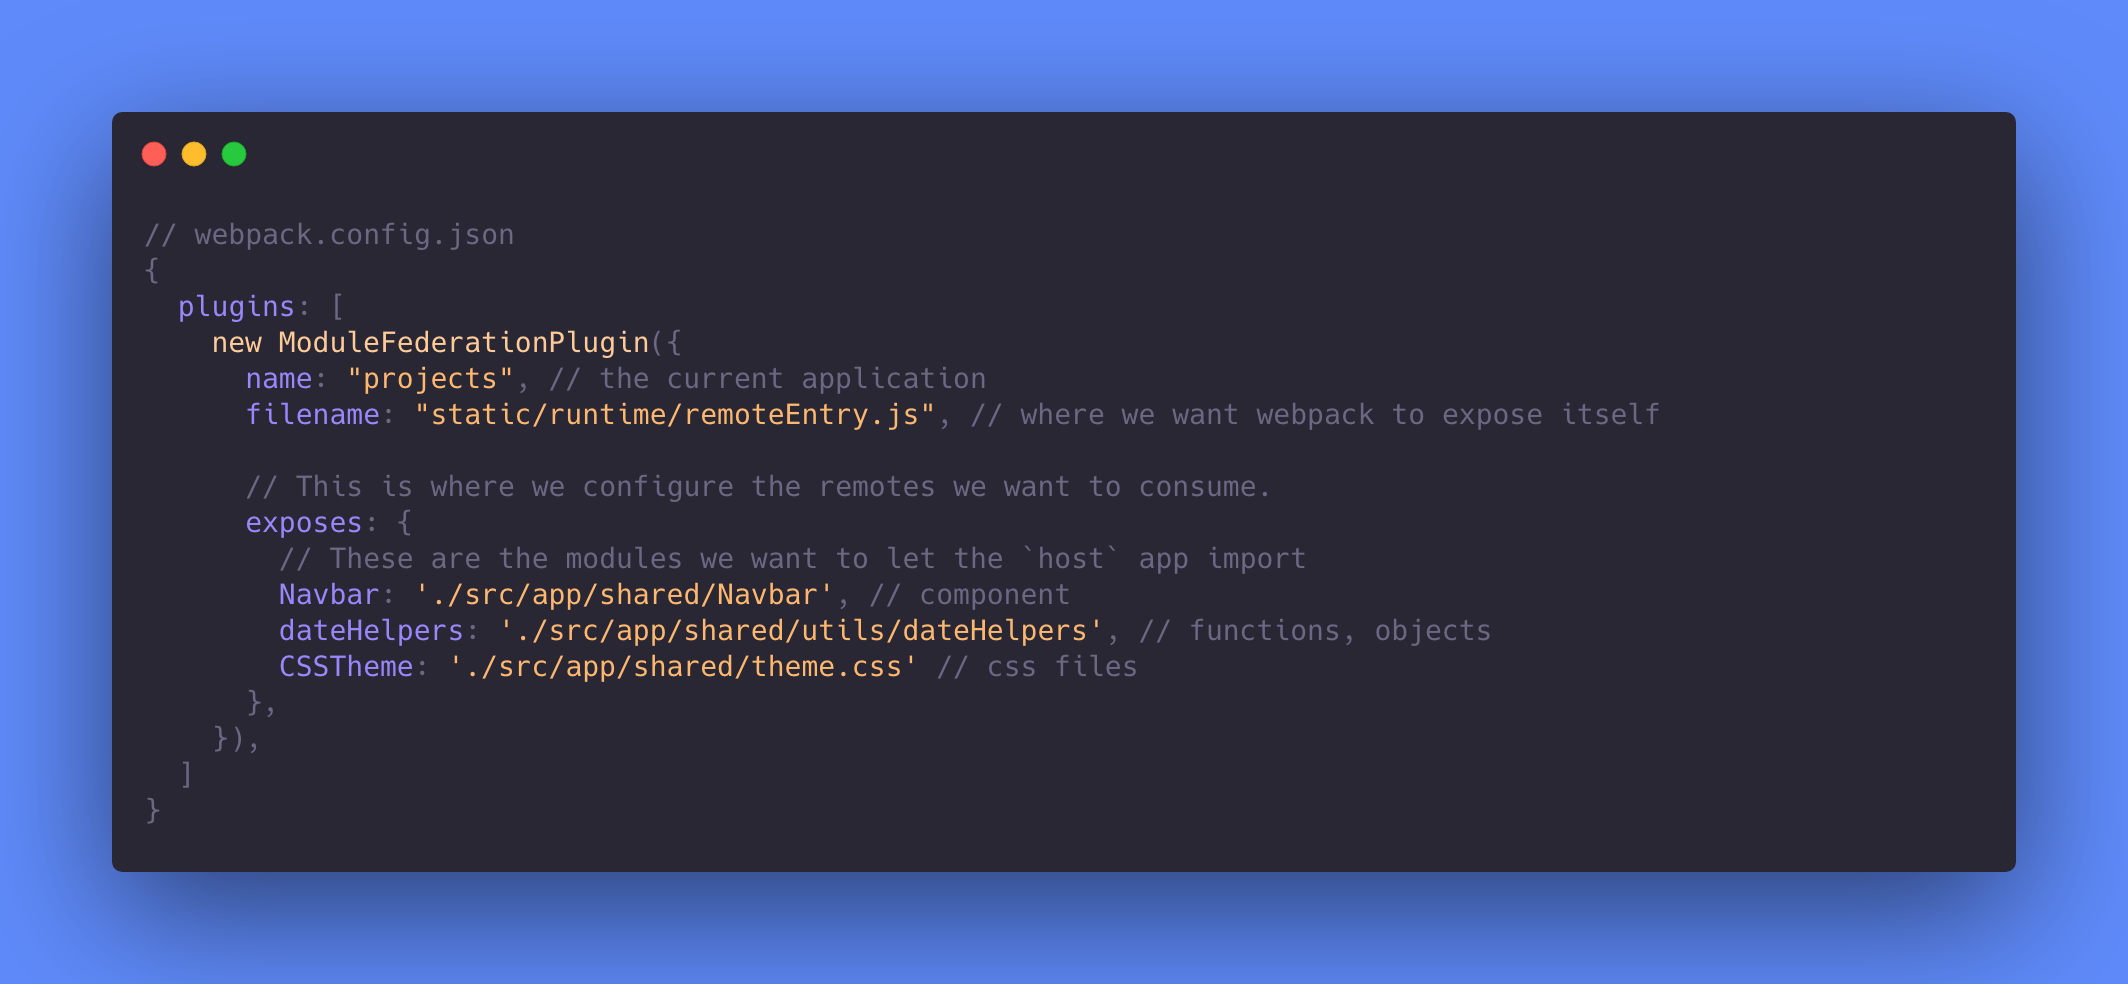 // webpack.config.json
{
  plugins: [
    new ModuleFederationPlugin({
      name: "projects", // the current application
      filename: "static/runtime/remoteEntry.js", // where we want webpack to expose itself

      // This is where we configure the remotes we want to consume.
      exposes: {
        // These are the modules we want to let the `host` app import
        Navbar: './src/app/shared/Navbar', // component
        dateHelpers: './src/app/shared/utils/dateHelpers', // functions, objects
        CSSTheme: './src/app/shared/theme.css' // css files
      },
    }),
  ]
}